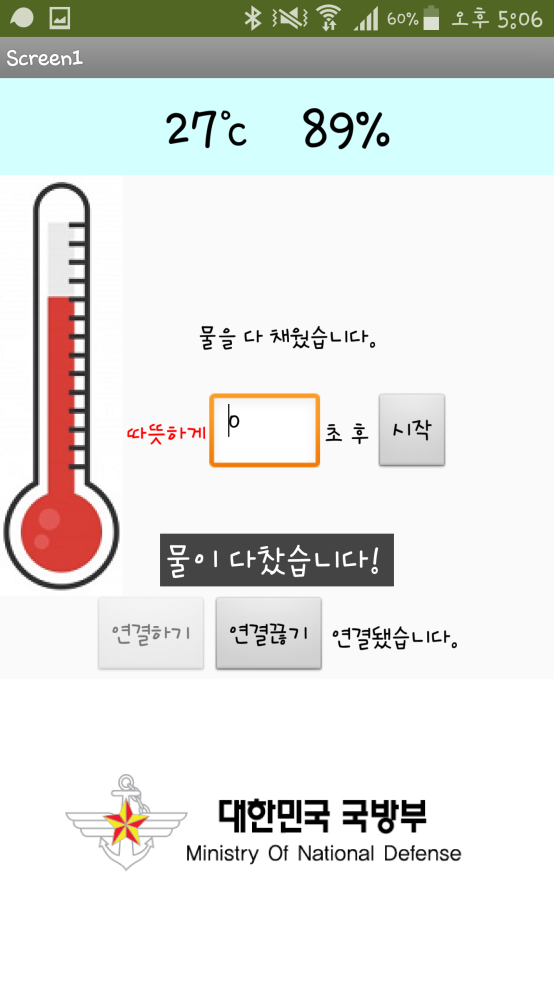 60% 오후 5:06
Screen1
27°C 89%
물을 다 채웠습니다.
따뜻하게 0 초 후 시작
물이 다찼습니다!
연결하기 연결끊기 연결됐습니다.
대한민국 국방부
Ministry Of National Defense